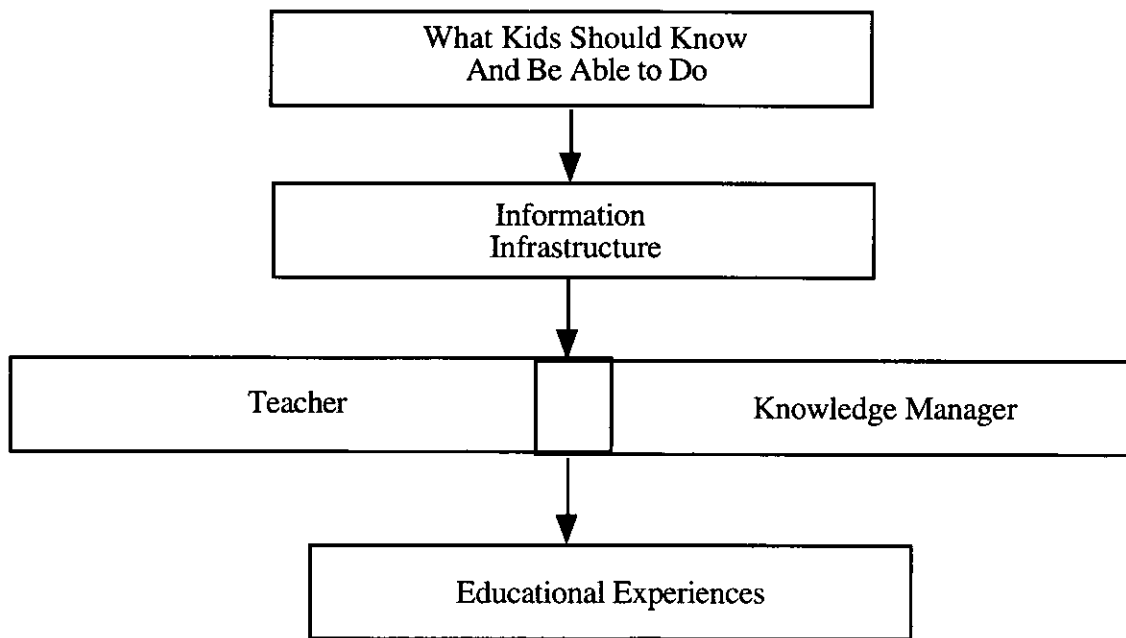 What Kids Should Know
And Be Able to Do
Information
Infrastructure
Teacher
Knowledge Manager
Educational Experiences